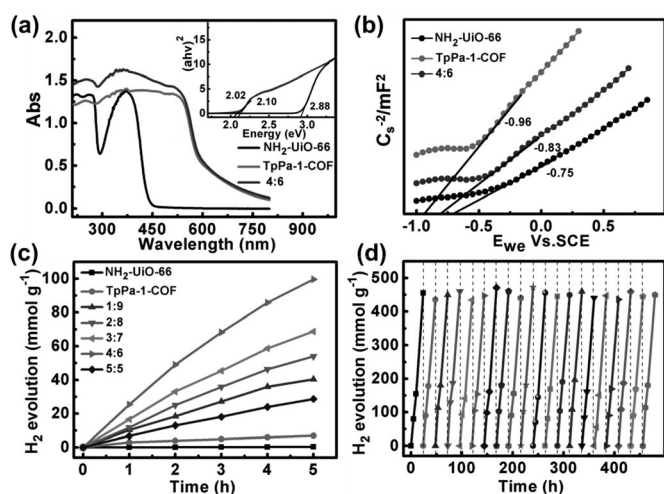 (a)
Abs
2.0
1.5
1.0
0.5
0.0
300 450 600 750 900
Wavelength (nm)
NH₂-UiO-66
TpPa-1-COF
4:6
(ahv)²
15
10
5
0
2.02
2.10
2.88
2.0 2.5 3.0
Energy (eV)
(b)
NH₂-UiO-66
TpPa-1-COF
4:6
Cₛ⁻²/mF²
-0.96
-0.83
-0.75
-1.0 -0.5 0.0 0.5
E_we Vs.SCE
(c)
H₂ evolution (mmol g⁻¹)
100
80
60
40
20
0
NH₂-UiO-66
TpPa-1-COF
1:9
2:8
3:7
4:6
5:5
0 1 2 3 4 5
Time (h)
(d)
H₂ evolution (mmol g⁻¹)
450
400
350
300
250
200
150
100
50
0
0 100 200 300 400
Time (h)